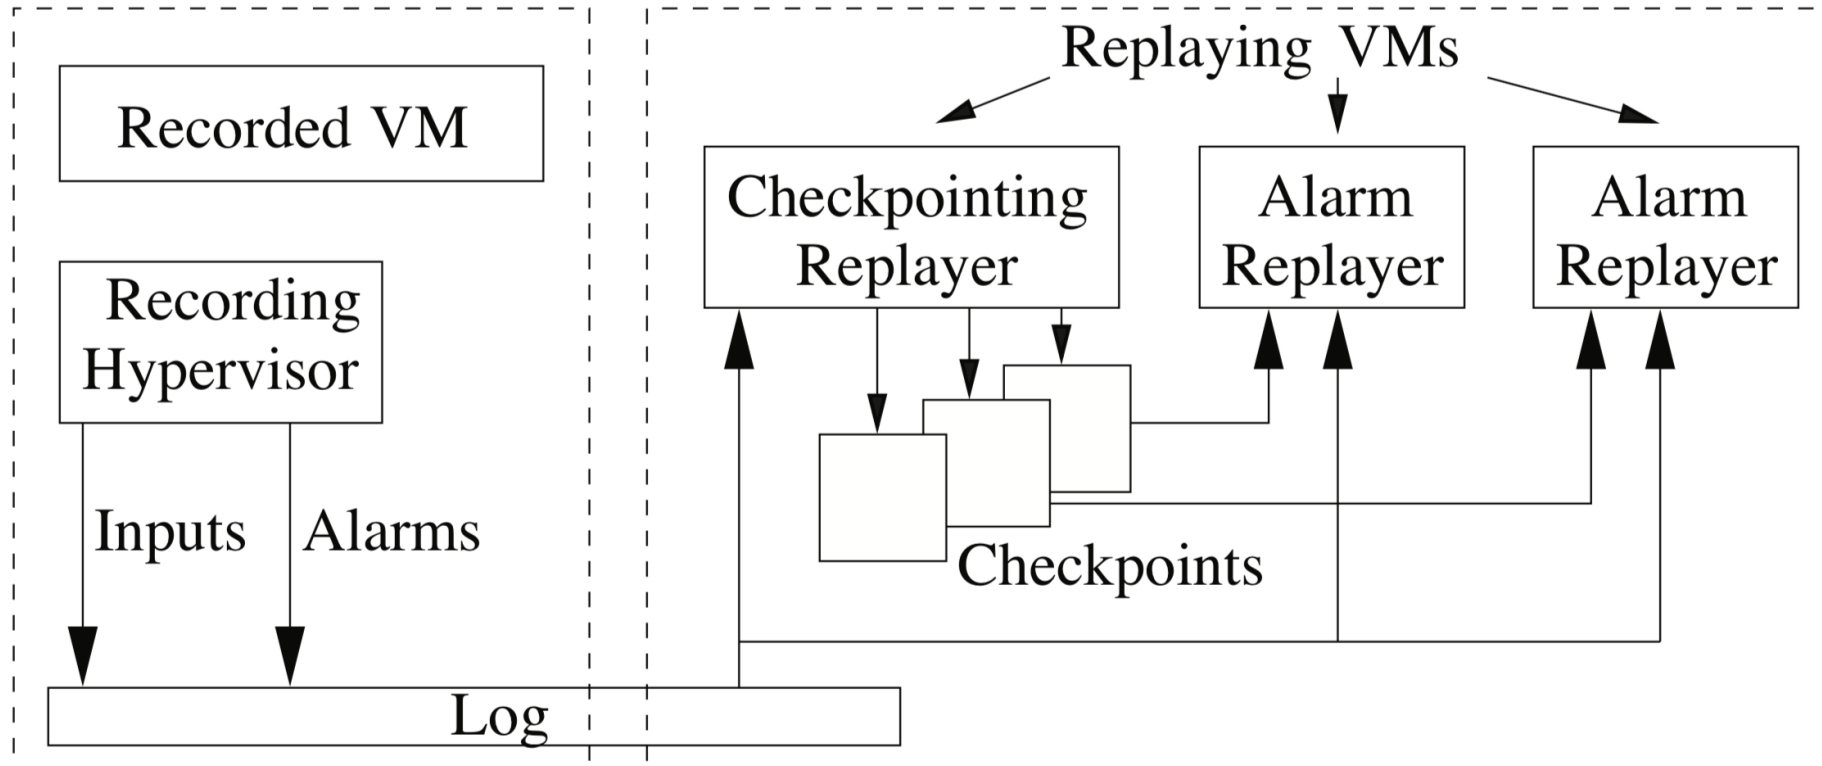 Replaying VMs
Recorded VM
Checkpointing
Replayer
Alarm
Replayer
Alarm
Replayer
Recording
Hypervisor
Inputs
Alarms
Checkpoints
Log